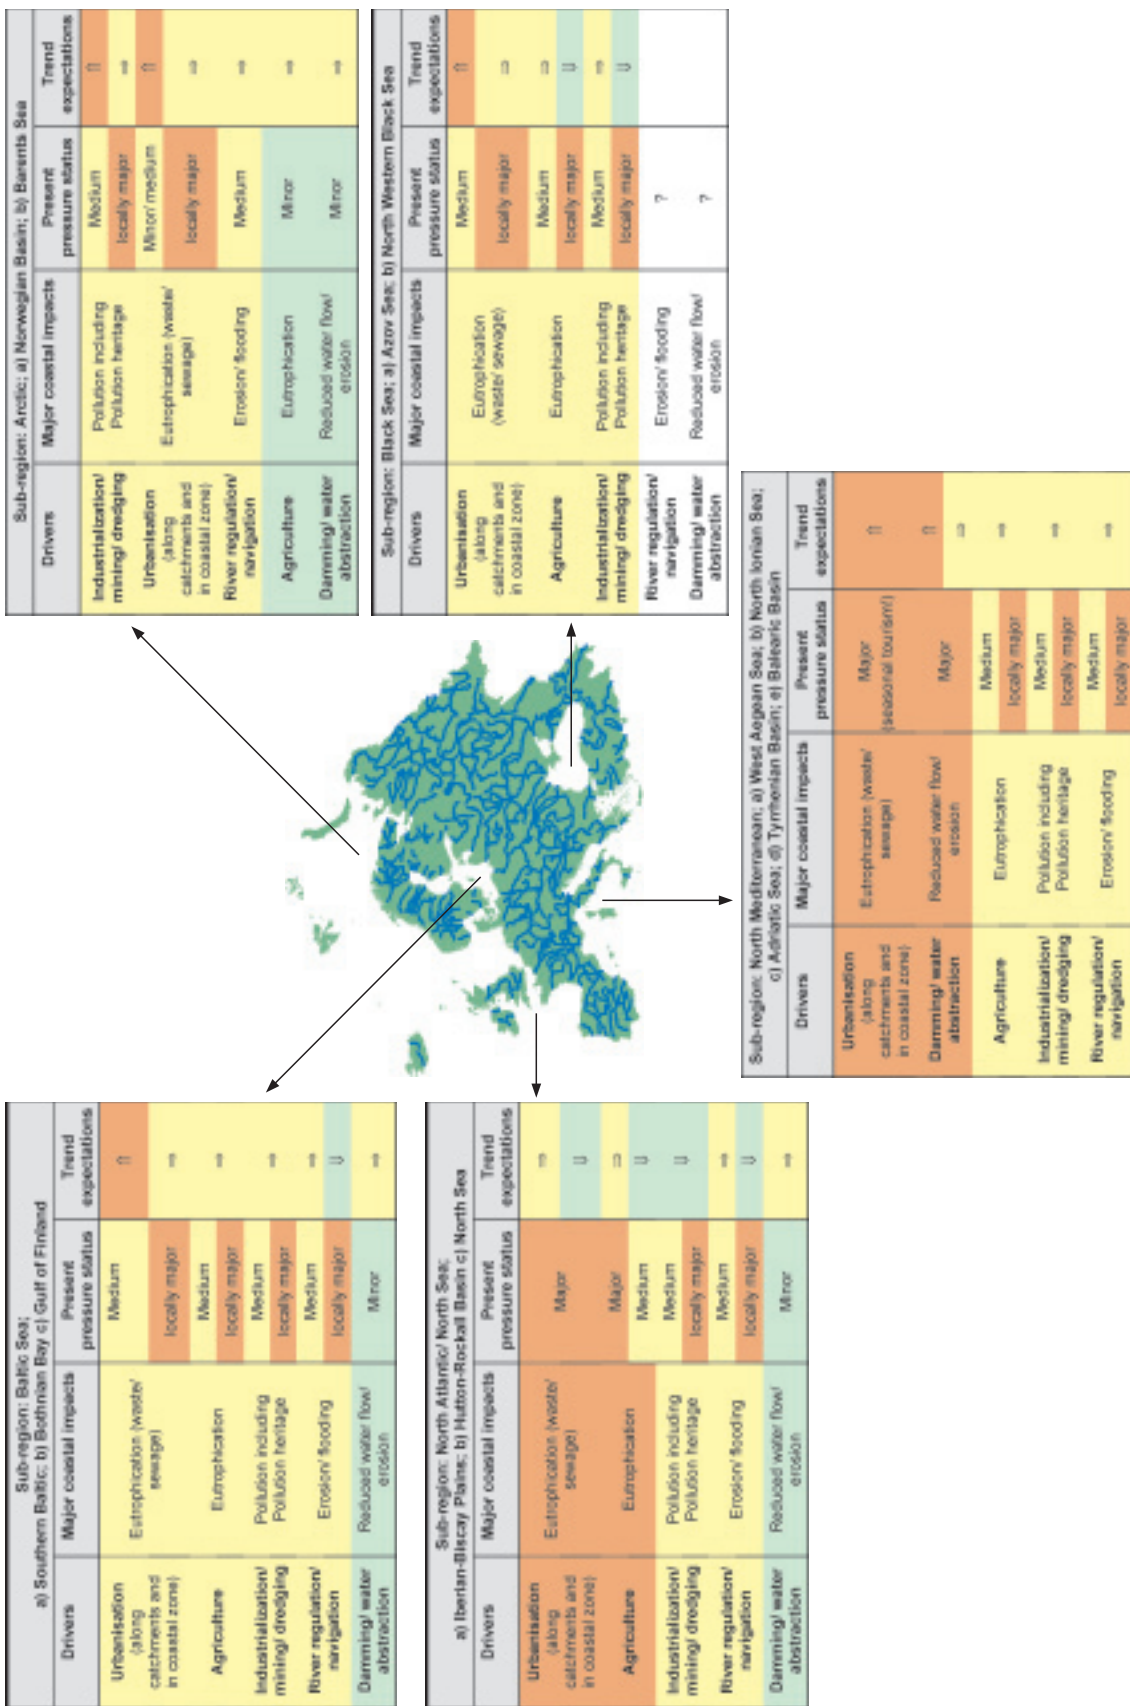 Sub-region: Baltic Sea;
a) Southern Baltic; b) Bothnian Bay c) Gulf of Finland
Drivers Major coastal impacts Present pressure status Trend expectations
Urbanisation (along catchments and in coastal zone) Eutrophication (waste/ sewage) Medium ⇑
locally major ⇒
Agriculture Eutrophication Medium ⇒
locally major
Industrialization/ mining/ dredging Pollution including Pollution heritage Medium ⇒
locally major
River regulation/ navigation Erosion/ flooding Medium ⇒
locally major ⇓
Damming/ water abstraction Reduced water flow/ erosion Minor ⇒
Sub-region: Arctic; a) Norwegian Basin; b) Barents Sea
Drivers Major coastal impacts Present pressure status Trend expectations
Industrialization/ mining/ dredging Pollution including Pollution heritage Medium ⇑
locally major ⇒
Urbanisation (along catchments and in coastal zone) Eutrophication (waste/ sewage) Minor/ medium ⇑
locally major ⇒
River regulation/ navigation Erosion/ flooding Medium ⇒
Agriculture Eutrophication Minor ⇒
Damming/ water abstraction Reduced water flow/ erosion Minor ⇒
Sub-region: North Atlantic/ North Sea;
a) Iberian-Biscay Plains; b) Hutton-Rockall Basin c) North Sea
Drivers Major coastal impacts Present pressure status Trend expectations
Urbanisation (along catchments and in coastal zone) Eutrophication (waste/ sewage) Major ⇒
⇓
Agriculture Eutrophication Major ⇒
Medium ⇓
Industrialization/ mining/ dredging Pollution including Pollution heritage Medium ⇓
locally major
River regulation/ navigation Erosion/ flooding Medium ⇒
locally major ⇓
Damming/ water abstraction Reduced water flow/ erosion Minor ⇒
Sub-region: Black Sea; a) Azov Sea; b) North Western Black Sea
Drivers Major coastal impacts Present pressure status Trend expectations
Urbanisation (along catchments and in coastal zone) Eutrophication (waste/ sewage) Medium ⇑
locally major ⇒
Agriculture Eutrophication Medium ⇒
locally major ⇓
Industrialization/ mining/ dredging Pollution including Pollution heritage Medium ⇒
locally major ⇓
River regulation/ navigation Erosion/ flooding ?
Damming/ water abstraction Reduced water flow/ erosion ?
Sub-region: North Mediterranean; a) West Aegean Sea; b) North Ionian Sea;
c) Adriatic Sea; d) Tyrrhenian Basin; e) Balearic Basin
Drivers Major coastal impacts Present pressure status Trend expectations
Urbanisation (along catchments and in coastal zone) Eutrophication (waste/ sewage) Major (seasonal tourism!) ⇑
Damming/ water abstraction Reduced water flow/ erosion Major ⇑
⇒
Agriculture Eutrophication Medium ⇒
locally major
Industrialization/ mining/ dredging Pollution including Pollution heritage Medium ⇒
locally major
River regulation/ navigation Erosion/ flooding Medium ⇒
locally major